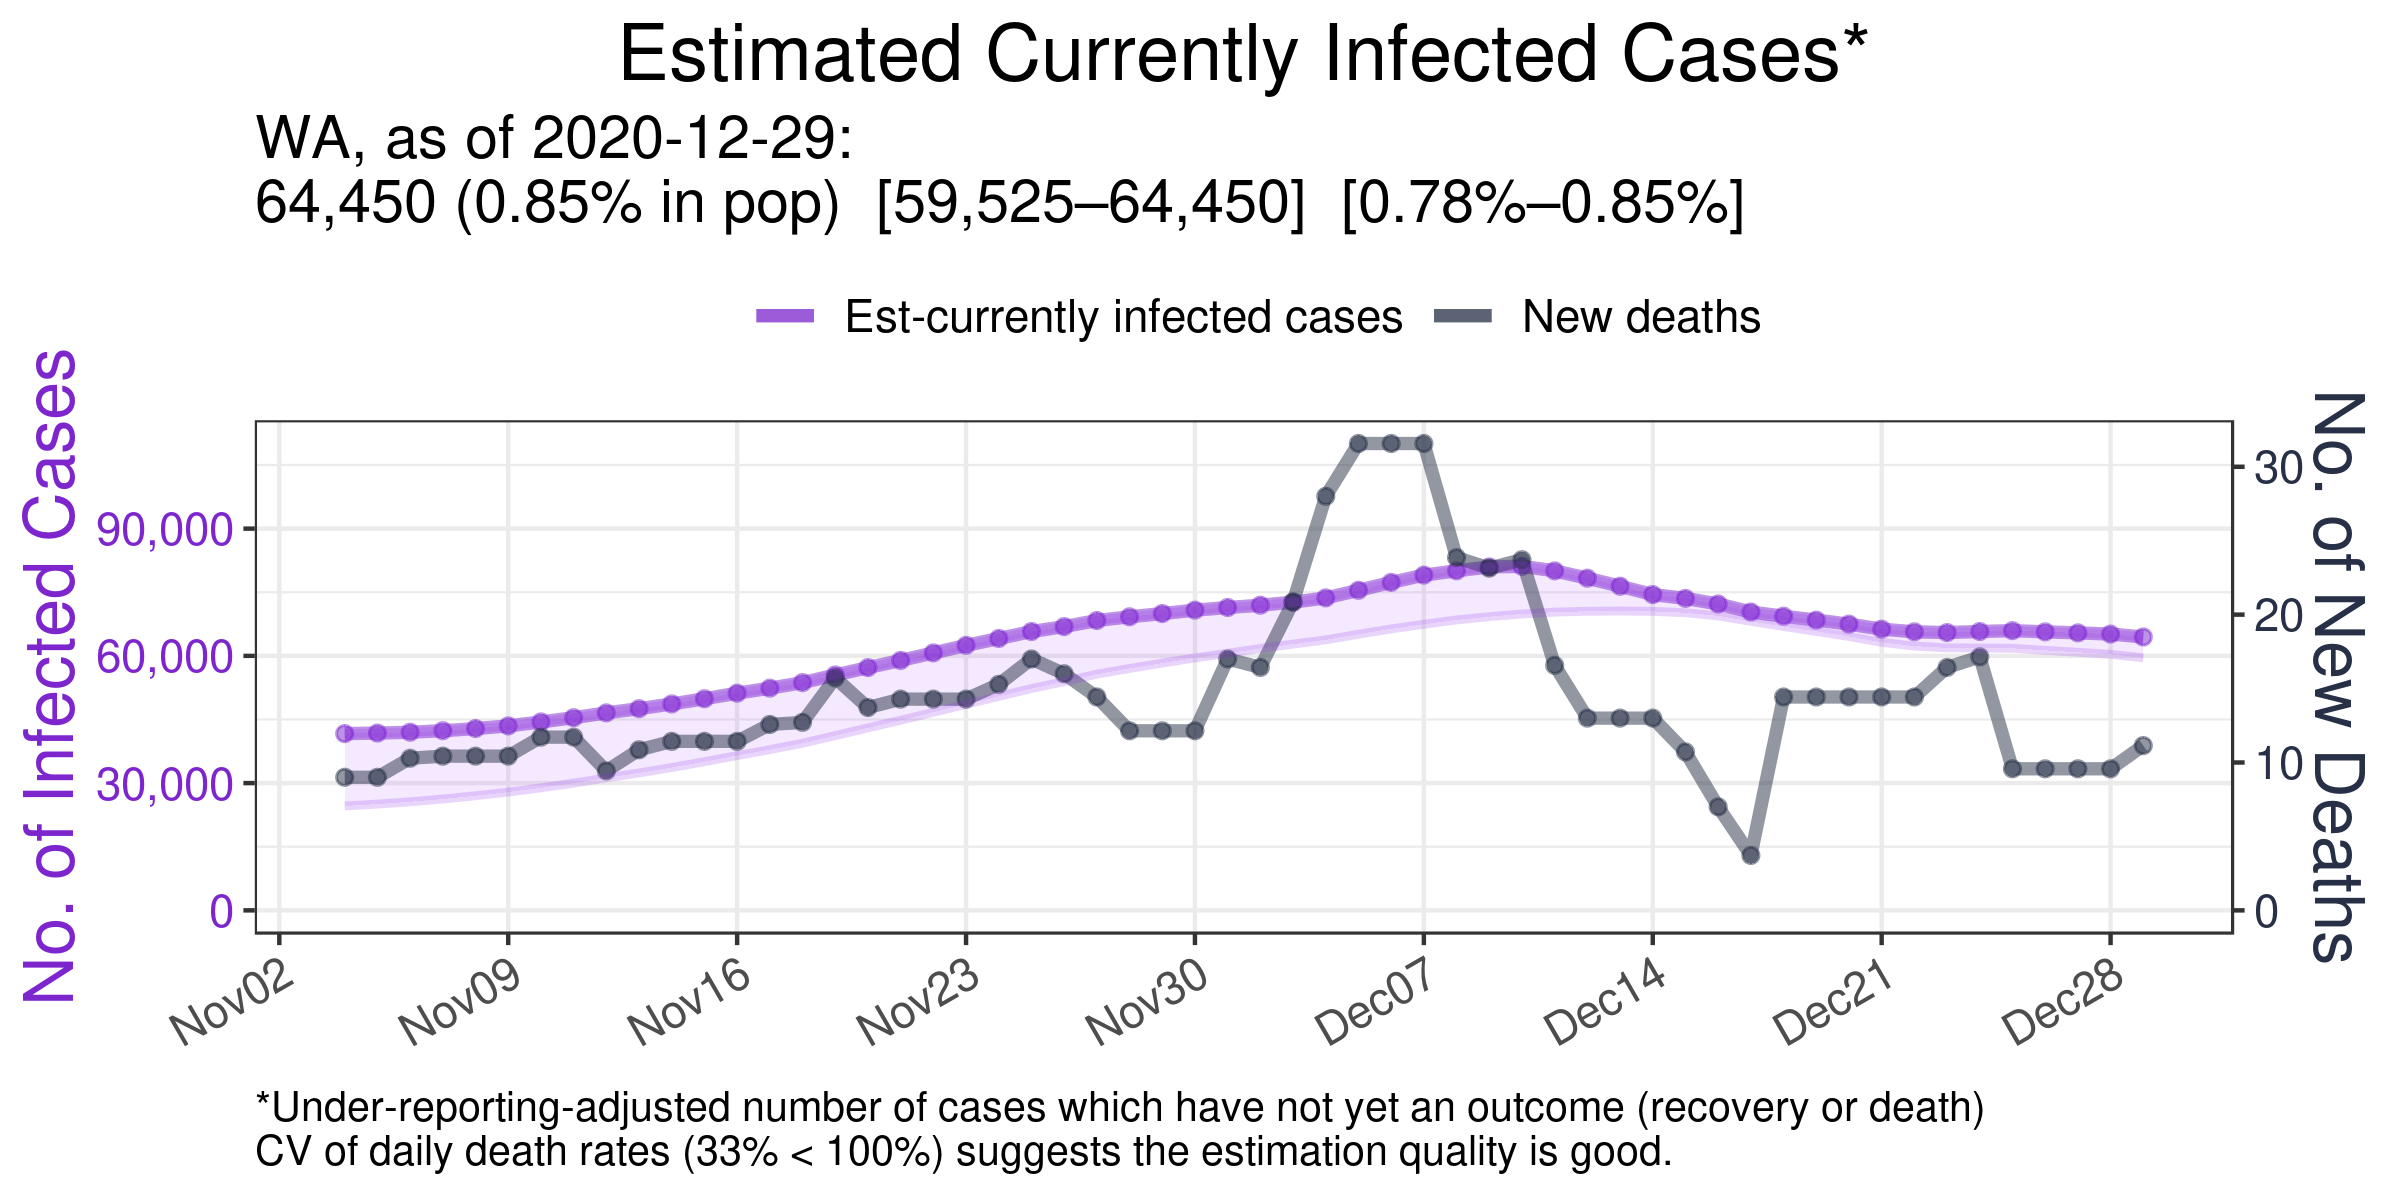 Estimated Currently Infected Cases*
WA, as of 2020-12-29:
64,450 (0.85% in pop)  [59,525–64,450]  [0.78%–0.85%]
Est-currently infected cases
New deaths
No. of Infected Cases
90,000
60,000
30,000
0
30
20
10
0
No. of New Deaths
Nov02
Nov09
Nov16
Nov23
Nov30
Dec07
Dec14
Dec21
Dec28
*Under-reporting-adjusted number of cases which have not yet an outcome (recovery or death)
CV of daily death rates (33% < 100%) suggests the estimation quality is good.